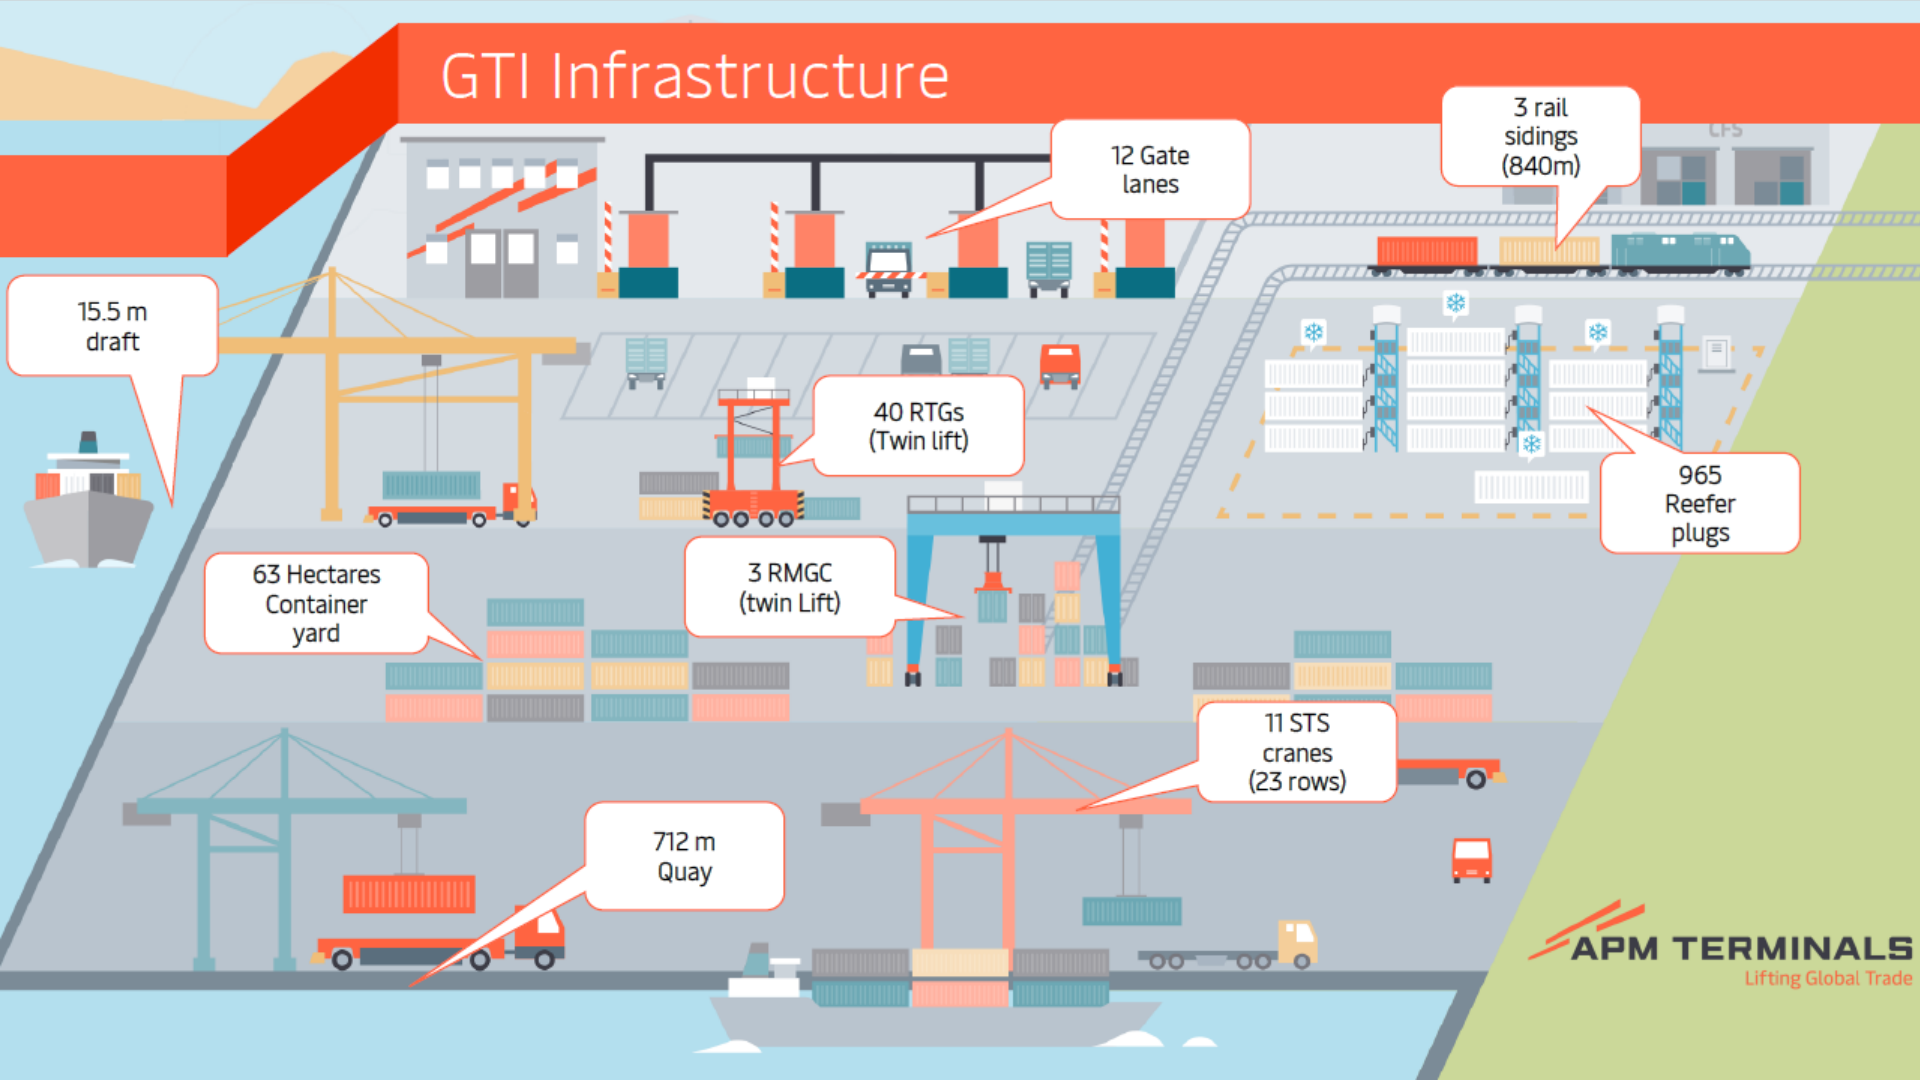 GTI Infrastructure
3 rail
sidings
(840m)
CFS
12 Gate
lanes
15.5 m
draft
40 RTGs
(Twin lift)
965
Reefer
plugs
63 Hectares
Container
yard
3 RMGC
(twin Lift)
11 STS
cranes
(23 rows)
712 m
Quay
APM TERMINALS
Lifting Global Trade